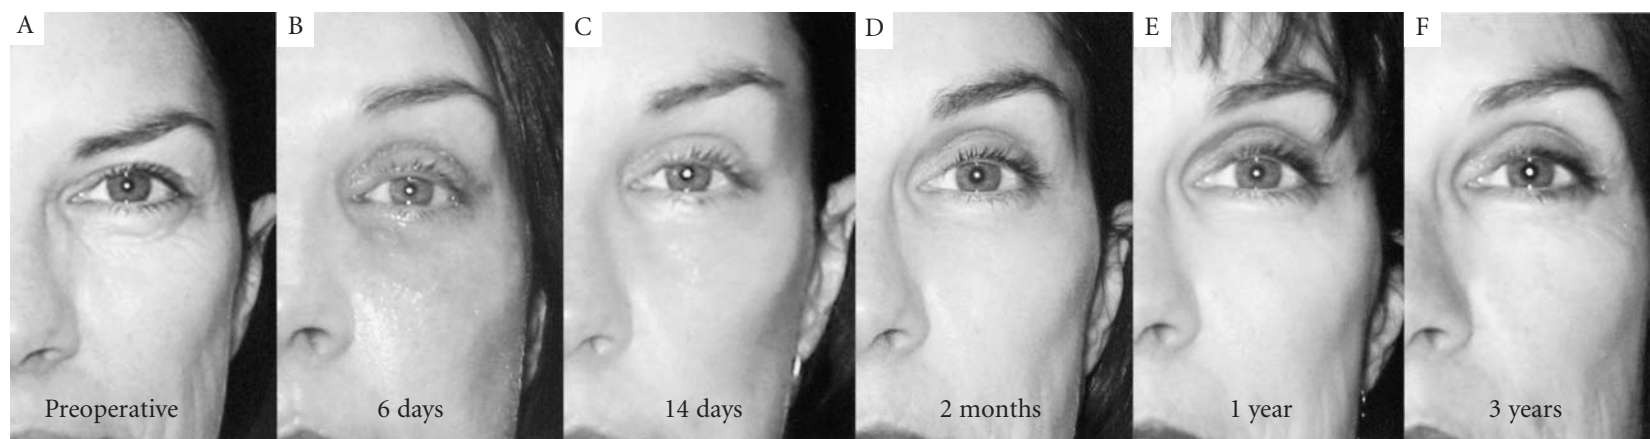 A
B
C
D
E
F
Preoperative
6 days
14 days
2 months
1 year
3 years